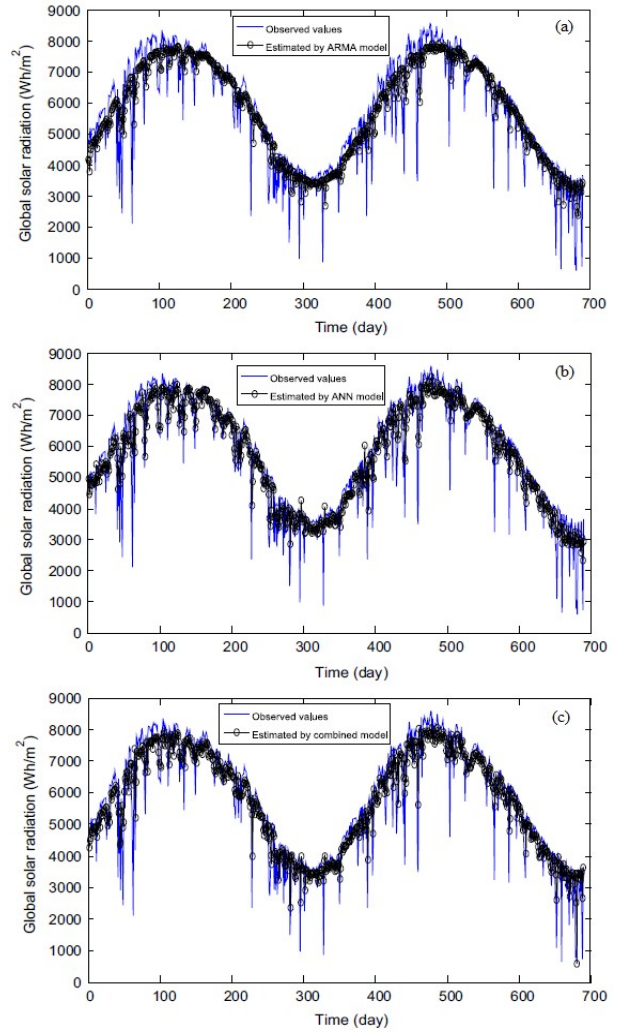 (a)
Observed values
Estimated by ARMA model
9000
8000
7000
6000
5000
4000
3000
2000
1000
0
Global solar radiation (Wh/m²)
0 100 200 300 400 500 600 700
Time (day)
(b)
Observed values
Estimated by ANN model
9000
8000
7000
6000
5000
4000
3000
2000
1000
0
Global solar radiation (Wh/m²)
0 100 200 300 400 500 600 700
Time (day)
(c)
Observed values
Estimated by combined model
9000
8000
7000
6000
5000
4000
3000
2000
1000
0
Global solar radiation (Wh/m²)
0 100 200 300 400 500 600 700
Time (day)